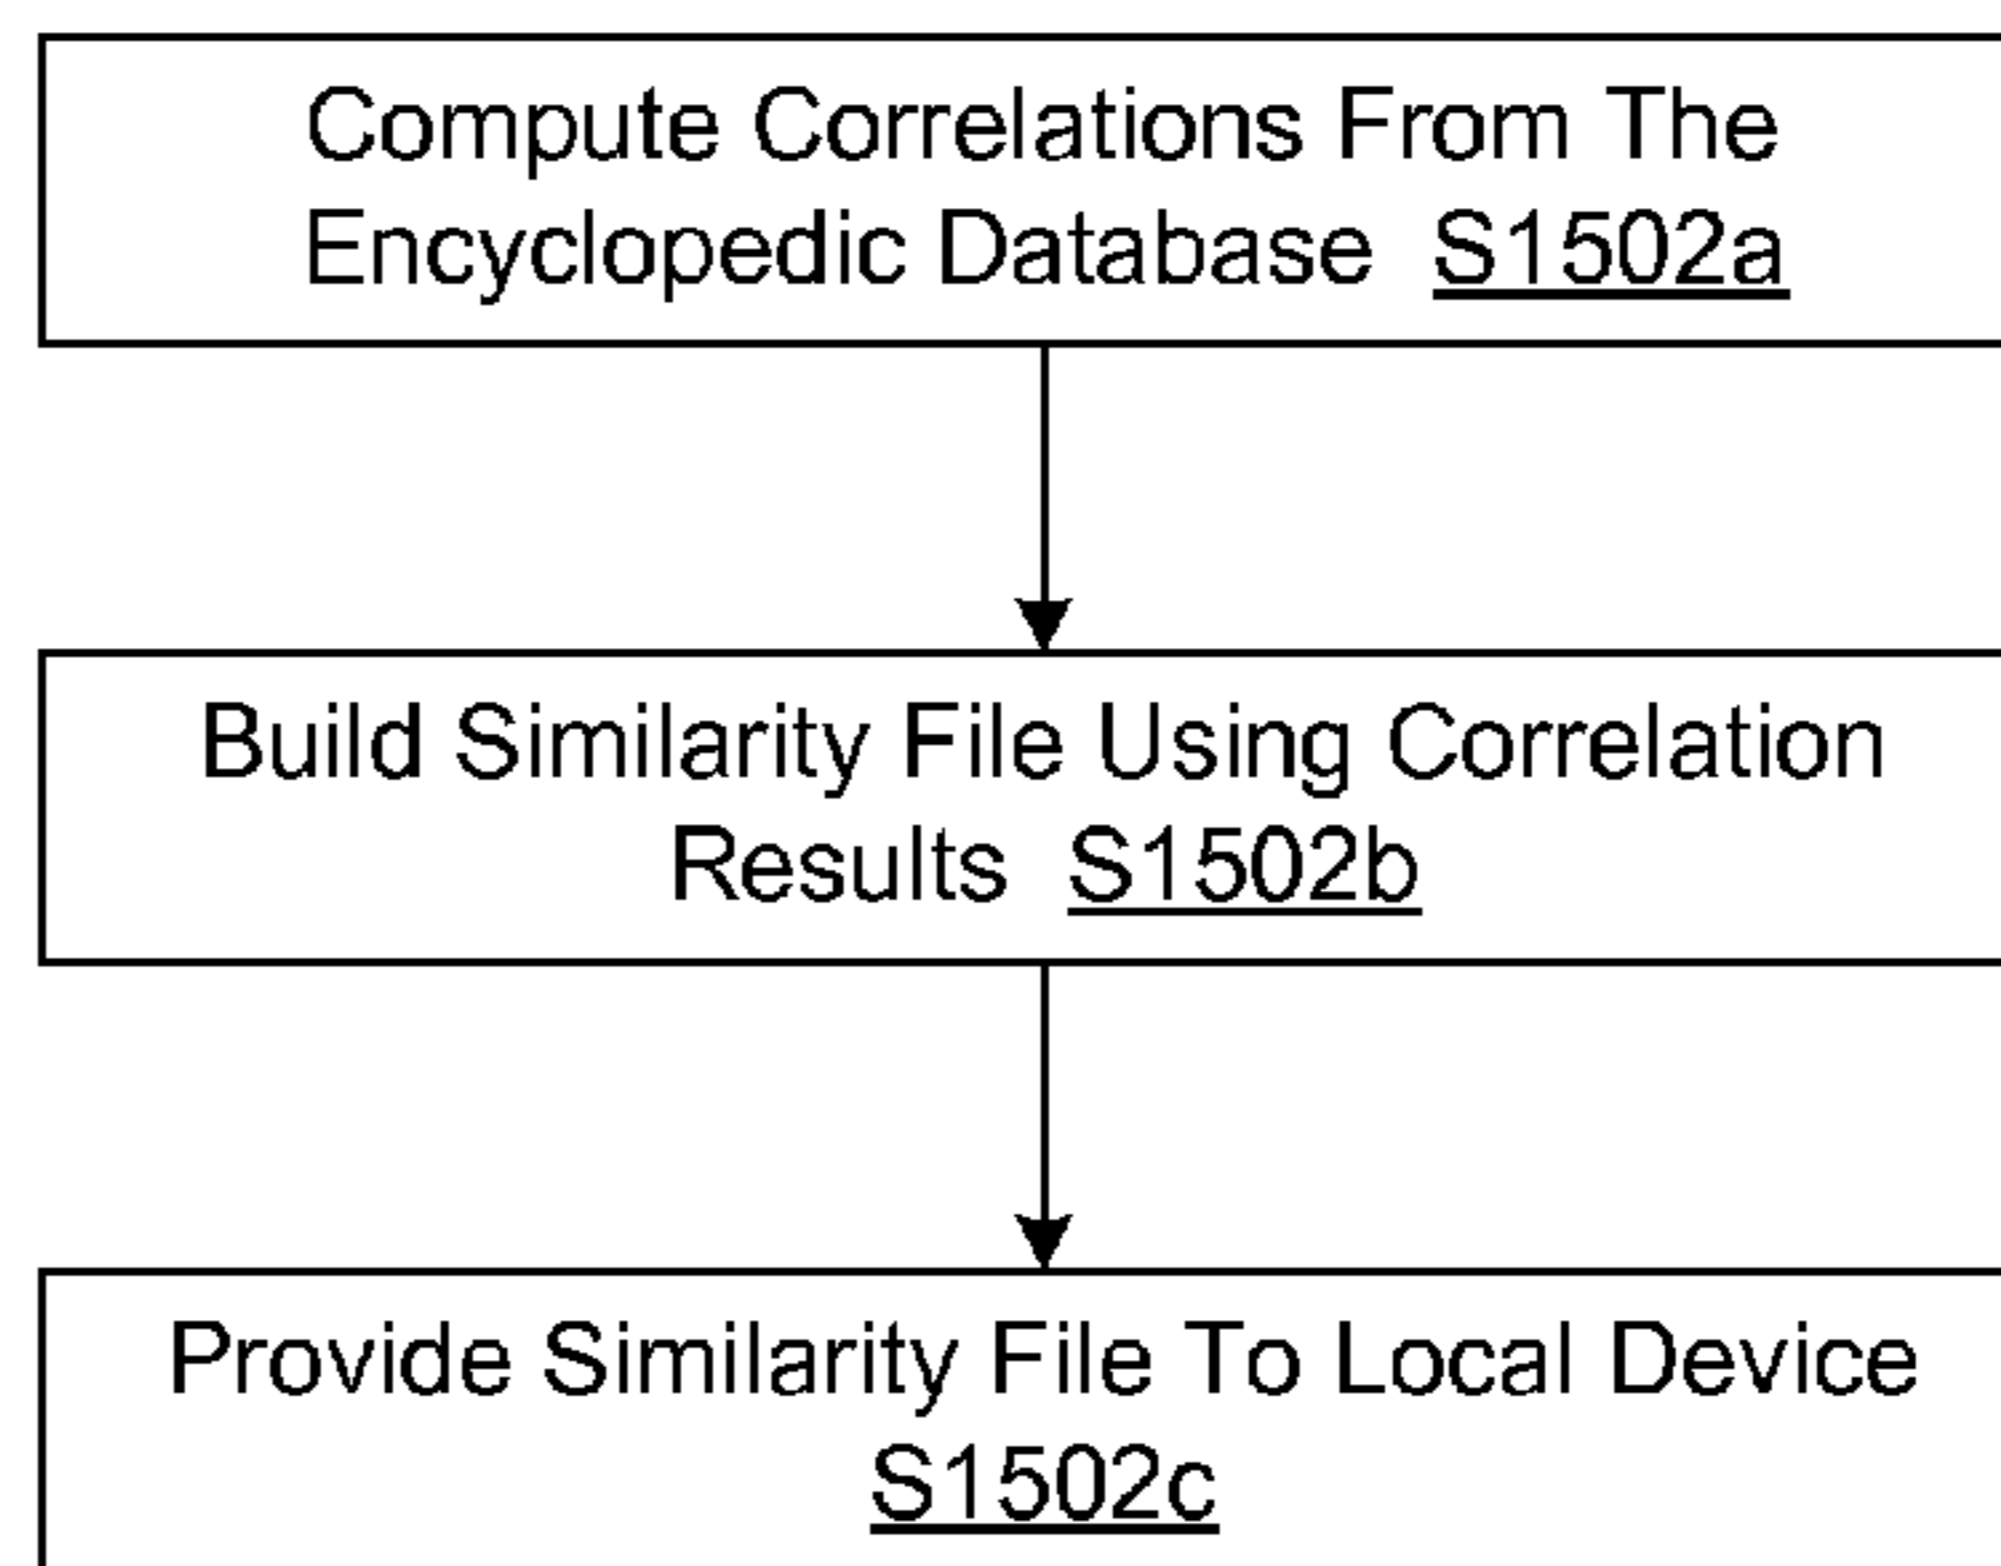 Compute Correlations From The
Encyclopedic Database S1502a
Build Similarity File Using Correlation
Results S1502b
Provide Similarity File To Local Device
S1502c